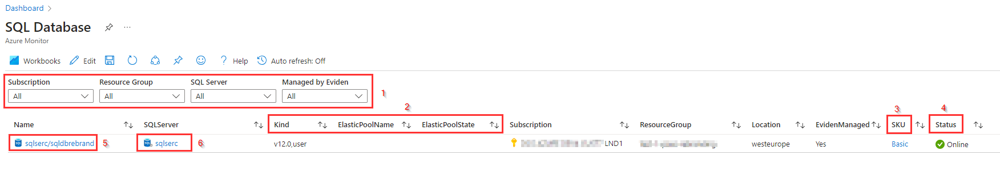 Dashboard >
SQL Database ...
Azure Monitor
Workbooks Edit ? Help Auto refresh: Off
Subscription Resource Group SQL Server Managed by Eviden
All All All All 1
2 3 4
Name ↑↓ SQLServer ↑↓ Kind ↑↓ ElasticPoolName ↑↓ ElasticPoolState ↑↓ Subscription ↑↓ ResourceGroup ↑↓ Location ↑↓ EvidenManaged ↑↓ SKU ↑↓ Status ↑↓
SQL sqlserc/sqldbrebrand 5 SQL sqlserc 6 v12.0,user LND1 westeurope Yes Basic Online